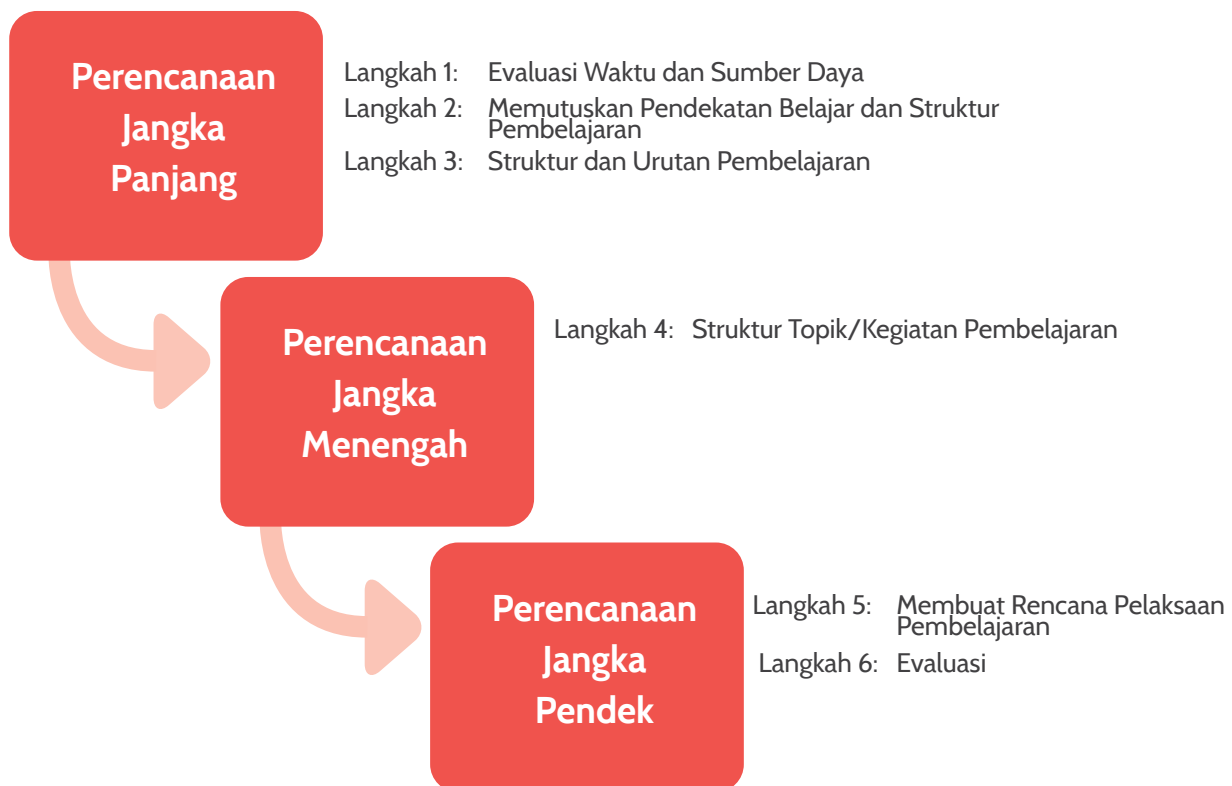 Perencanaan
Jangka
Panjang
Langkah 1: Evaluasi Waktu dan Sumber Daya
Langkah 2: Memutuskan Pendekatan Belajar dan Struktur
Pembelajaran
Langkah 3: Struktur dan Urutan Pembelajaran
Perencanaan
Jangka
Menengah
Langkah 4: Struktur Topik/Kegiatan Pembelajaran
Perencanaan
Jangka
Pendek
Langkah 5: Membuat Rencana Pelaksaan
Pembelajaran
Langkah 6: Evaluasi